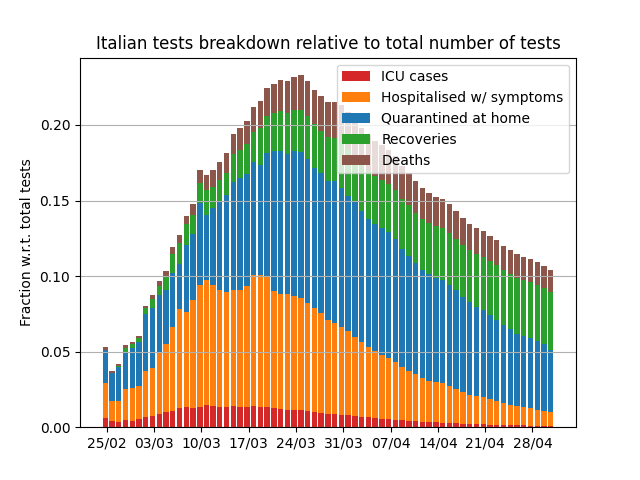 Italian tests breakdown relative to total number of tests
ICU cases
Hospitalised w/ symptoms
Quarantined at home
Recoveries
Deaths
Fraction w.r.t. total tests
0.20
0.15
0.10
0.05
0.00
25/02 03/03 10/03 17/03 24/03 31/03 07/04 14/04 21/04 28/04